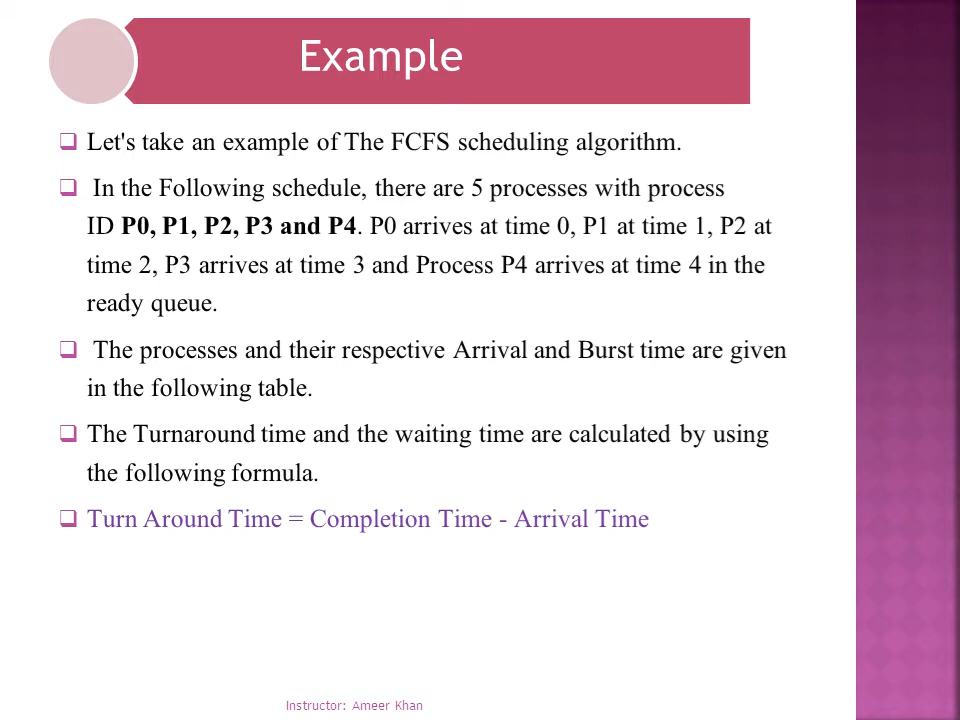 Example
Let's take an example of The FCFS scheduling algorithm.
In the Following schedule, there are 5 processes with process
ID P0, P1, P2, P3 and P4. P0 arrives at time 0, P1 at time 1, P2 at
time 2, P3 arrives at time 3 and Process P4 arrives at time 4 in the
ready queue.
The processes and their respective Arrival and Burst time are given
in the following table.
The Turnaround time and the waiting time are calculated by using
the following formula.
Turn Around Time = Completion Time - Arrival Time
Instructor: Ameer Khan